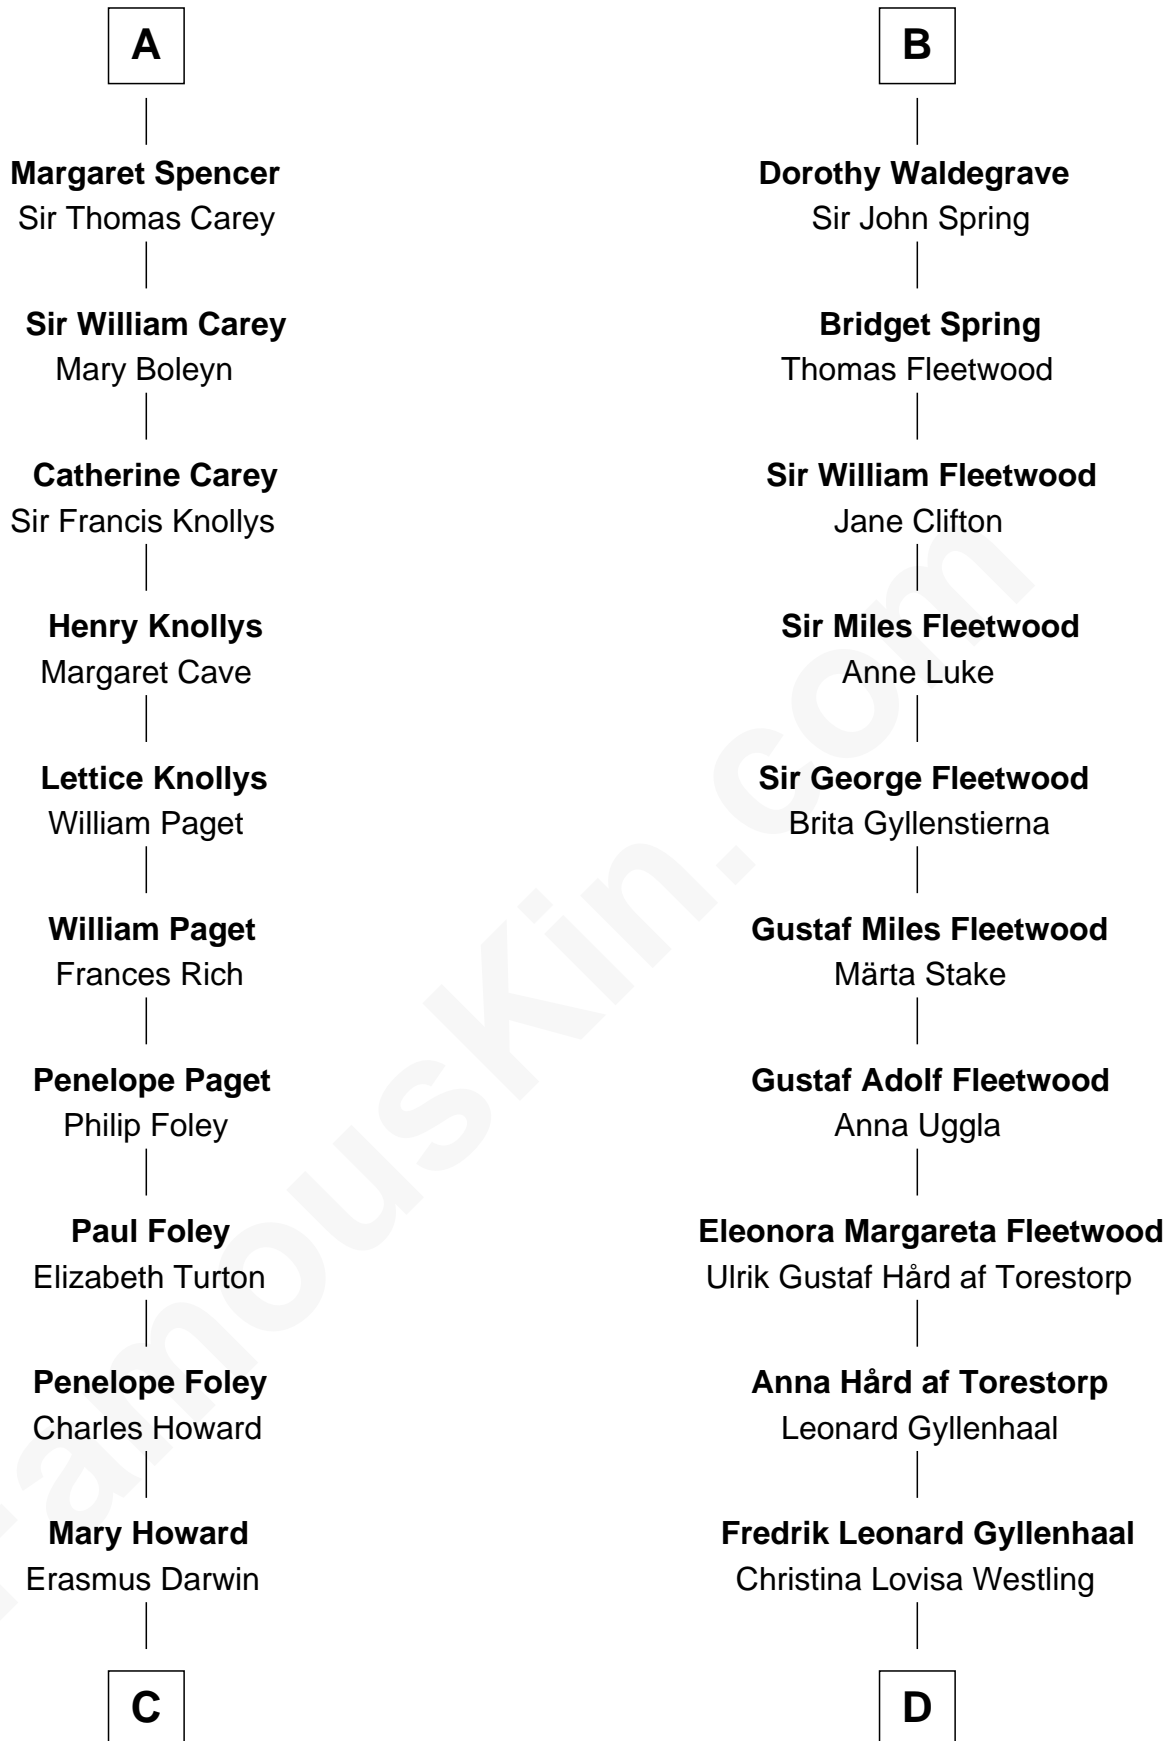 A
Margaret Spencer
Sir Thomas Carey
Sir William Carey
Mary Boleyn
Catherine Carey
Sir Francis Knollys
Henry Knollys
Margaret Cave
Lettice Knollys
William Paget
William Paget
Frances Rich
Penelope Paget
Philip Foley
Paul Foley
Elizabeth Turton
Penelope Foley
Charles Howard
Mary Howard
Erasmus Darwin
C
B
Dorothy Waldegrave
Sir John Spring
Bridget Spring
Thomas Fleetwood
Sir William Fleetwood
Jane Clifton
Sir Miles Fleetwood
Anne Luke
Sir George Fleetwood
Brita Gyllenstierna
Gustaf Miles Fleetwood
Märta Stake
Gustaf Adolf Fleetwood
Anna Uggla
Eleonora Margareta Fleetwood
Ulrik Gustaf Hård af Torestorp
Anna Hård af Torestorp
Leonard Gyllenhaal
Fredrik Leonard Gyllenhaal
Christina Lovisa Westling
D
FamousKin.com